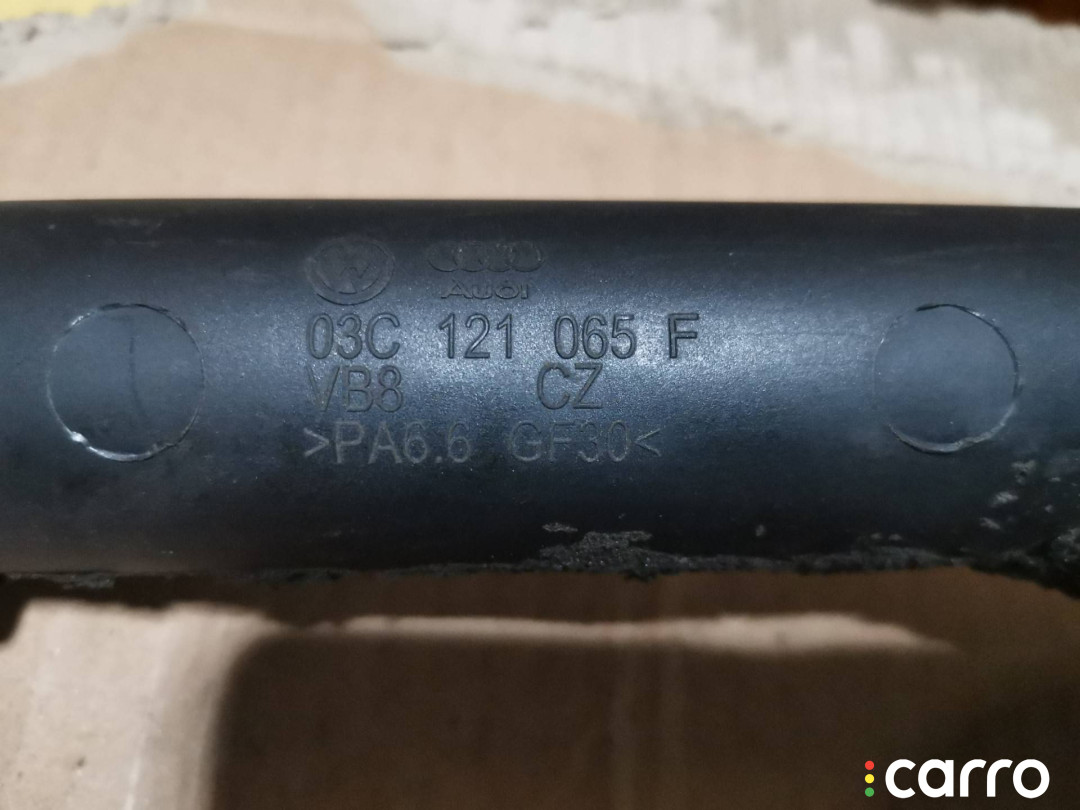 Audi
03C 121 065 F
VB8 CZ
>PA6.6 GF30<
carro